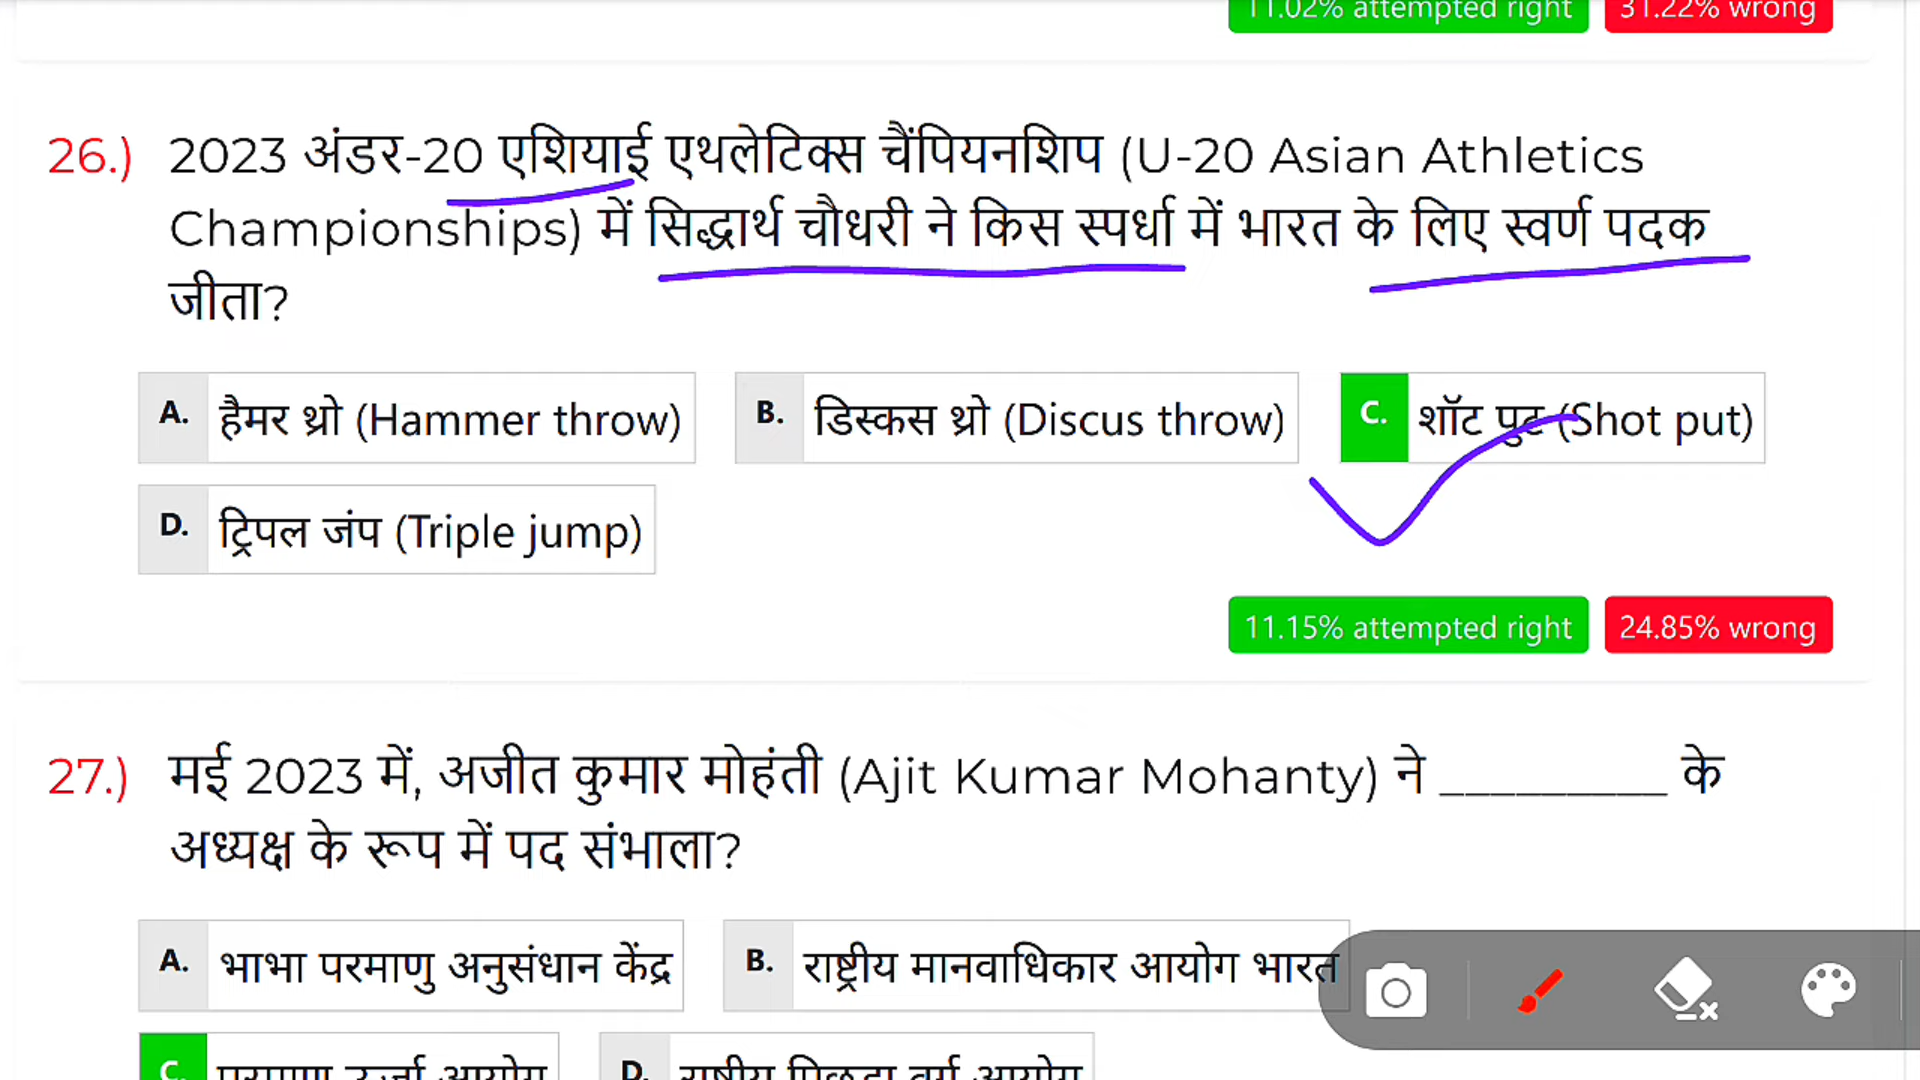 11.02% attempted right 31.22% wrong
26.) 2023 अंडर-20 एशियाई एथलेटिक्स चैंपियनशिप (U-20 Asian Athletics
Championships) में सिद्धार्थ चौधरी ने किस स्पर्धा में भारत के लिए स्वर्ण पदक
जीता?
A. हैमर थ्रो (Hammer throw) B. डिस्कस थ्रो (Discus throw) C. शॉट पुट (Shot put)
D. ट्रिपल जंप (Triple jump)
11.15% attempted right 24.85% wrong
27.) मई 2023 में, अजीत कुमार मोहंती (Ajit Kumar Mohanty) ने _________ के
अध्यक्ष के रूप में पद संभाला?
A. भाभा परमाणु अनुसंधान केंद्र B. राष्ट्रीय मानवाधिकार आयोग भारत
C. परमाणु ऊर्जा आयोग D. राष्ट्रीय पिछड़ा वर्ग आयोग